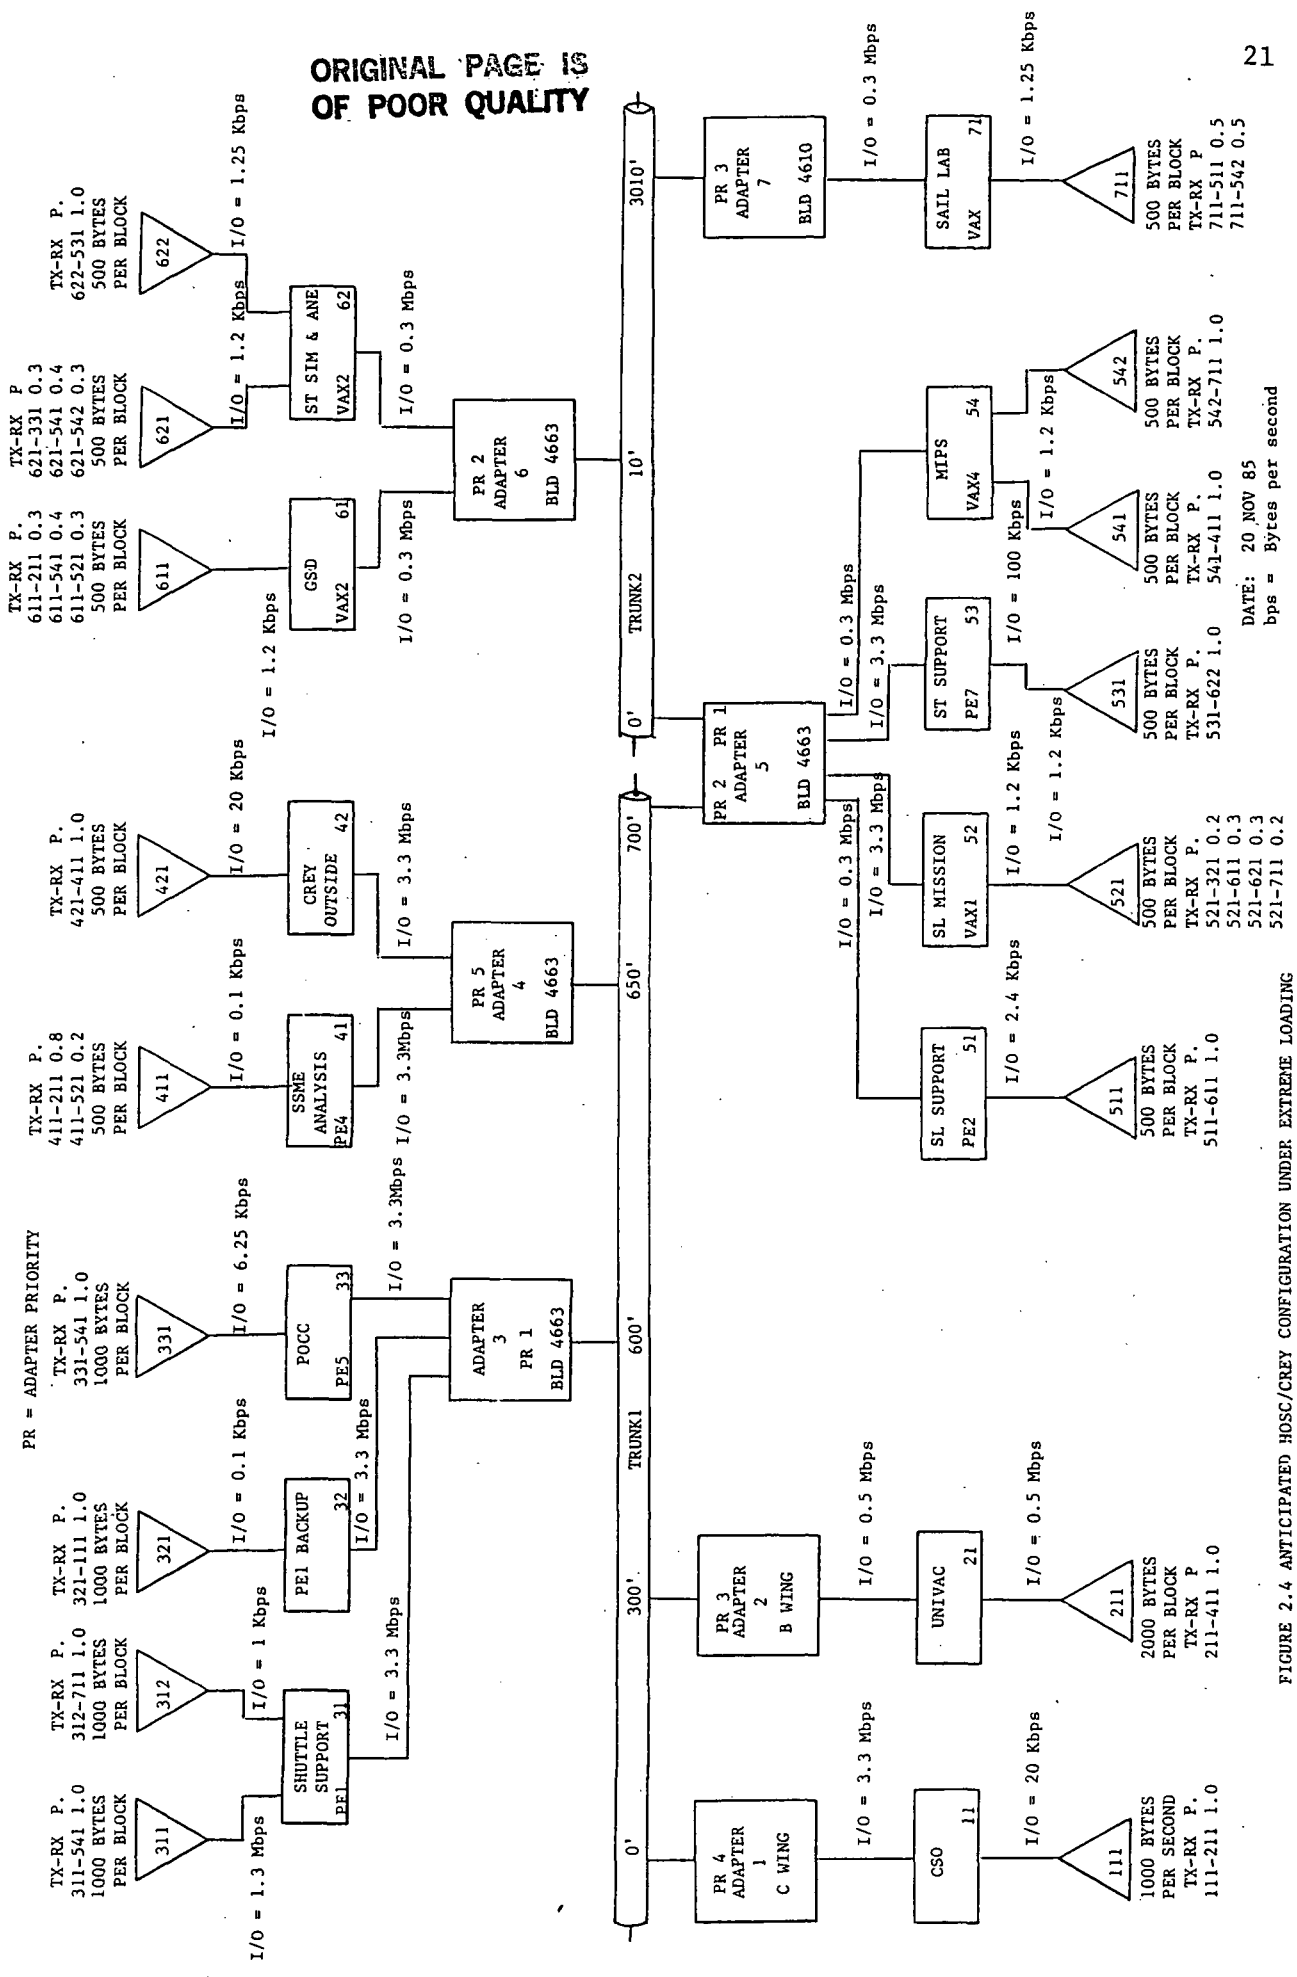 ORIGINAL PAGE IS
OF POOR QUALITY
21
PR = ADAPTER PRIORITY
TX-RX P.
311-541 1.0
1000 BYTES
PER BLOCK
311
I/O = 1.3 Mbps
TX-RX P.
312-711 1.0
1000 BYTES
PER BLOCK
312
I/O = 1 Kbps
SHUTTLE
SUPPORT
PE1 31
I/O = 3.3 Mbps
TX-RX P.
321-111 1.0
1000 BYTES
PER BLOCK
321
I/O = 0.1 Kbps
PE1 BACKUP
32
I/O = 3.3 Mbps
TX-RX P.
331-541 1.0
1000 BYTES
PER BLOCK
331
I/O = 6.25 Kbps
POCC
PE5 33
I/O = 3.3Mbps
ADAPTER
3
PR 1
BLD 4663
TX-RX P.
411-211 0.8
411-521 0.2
500 BYTES
PER BLOCK
411
I/O = 0.1 Kbps
SSME
ANALYSIS
PE4 41
I/O = 3.3Mbps
TX-RX P.
421-411 1.0
500 BYTES
PER BLOCK
421
I/O = 20 Kbps
CREY
OUTSIDE
42
I/O = 3.3 Mbps
PR 5
ADAPTER
4
BLD 4663
TX-RX P.
611-211 0.3
611-541 0.4
611-521 0.3
500 BYTES
PER BLOCK
611
I/O = 1.2 Kbps
GSD
VAX2 61
I/O = 0.3 Mbps
TX-RX P
621-331 0.3
621-541 0.4
621-542 0.3
500 BYTES
PER BLOCK
621
I/O = 1.2 Kbps
TX-RX P.
622-531 1.0
500 BYTES
PER BLOCK
622
I/O = 1.25 Kbps
ST SIM & ANE
VAX2 62
I/O = 0.3 Mbps
PR 2
ADAPTER
6
BLD 4663
0' 300' TRUNK1 600' 650' 700'
0' TRUNK2 10' 3010'
PR 4
ADAPTER
1
C WING
I/O = 3.3 Mbps
CSO
11
I/O = 20 Kbps
111
1000 BYTES
PER SECOND
TX-RX P.
111-211 1.0
PR 3
ADAPTER
2
B WING
I/O = 0.5 Mbps
UNIVAC
21
I/O = 0.5 Mbps
211
2000 BYTES
PER BLOCK
TX-RX P
211-411 1.0
PR 2 PR 1
ADAPTER
5
BLD 4663
I/O = 0.3 Mbps
I/O = 3.3 Mbps
I/O = 0.3 Mbps
I/O = 3.3 Mbps
SL SUPPORT
PE2 51
I/O = 2.4 Kbps
511
500 BYTES
PER BLOCK
TX-RX P.
511-611 1.0
SL MISSION
VAX1 52
I/O = 1.2 Kbps
521
500 BYTES
PER BLOCK
TX-RX P.
521-321 0.2
521-611 0.3
521-621 0.3
521-711 0.2
ST SUPPORT
PE7 53
I/O = 100 Kbps
I/O = 1.2 Kbps
531
500 BYTES
PER BLOCK
TX-RX P.
531-622 1.0
MIPS
VAX4 54
I/O = 1.2 Kbps
541
500 BYTES
PER BLOCK
TX-RX P.
541-411 1.0
542
500 BYTES
PER BLOCK
TX-RX P.
542-711 1.0
PR 3
ADAPTER
7
BLD 4610
I/O = 0.3 Mbps
SAIL LAB
VAX 71
I/O = 1.25 Kbps
711
500 BYTES
PER BLOCK
TX-RX P
711-511 0.5
711-542 0.5
DATE: 20 NOV 85
bps = Bytes per second
FIGURE 2.4 ANTICIPATED HOSC/CREY CONFIGURATION UNDER EXTREME LOADING